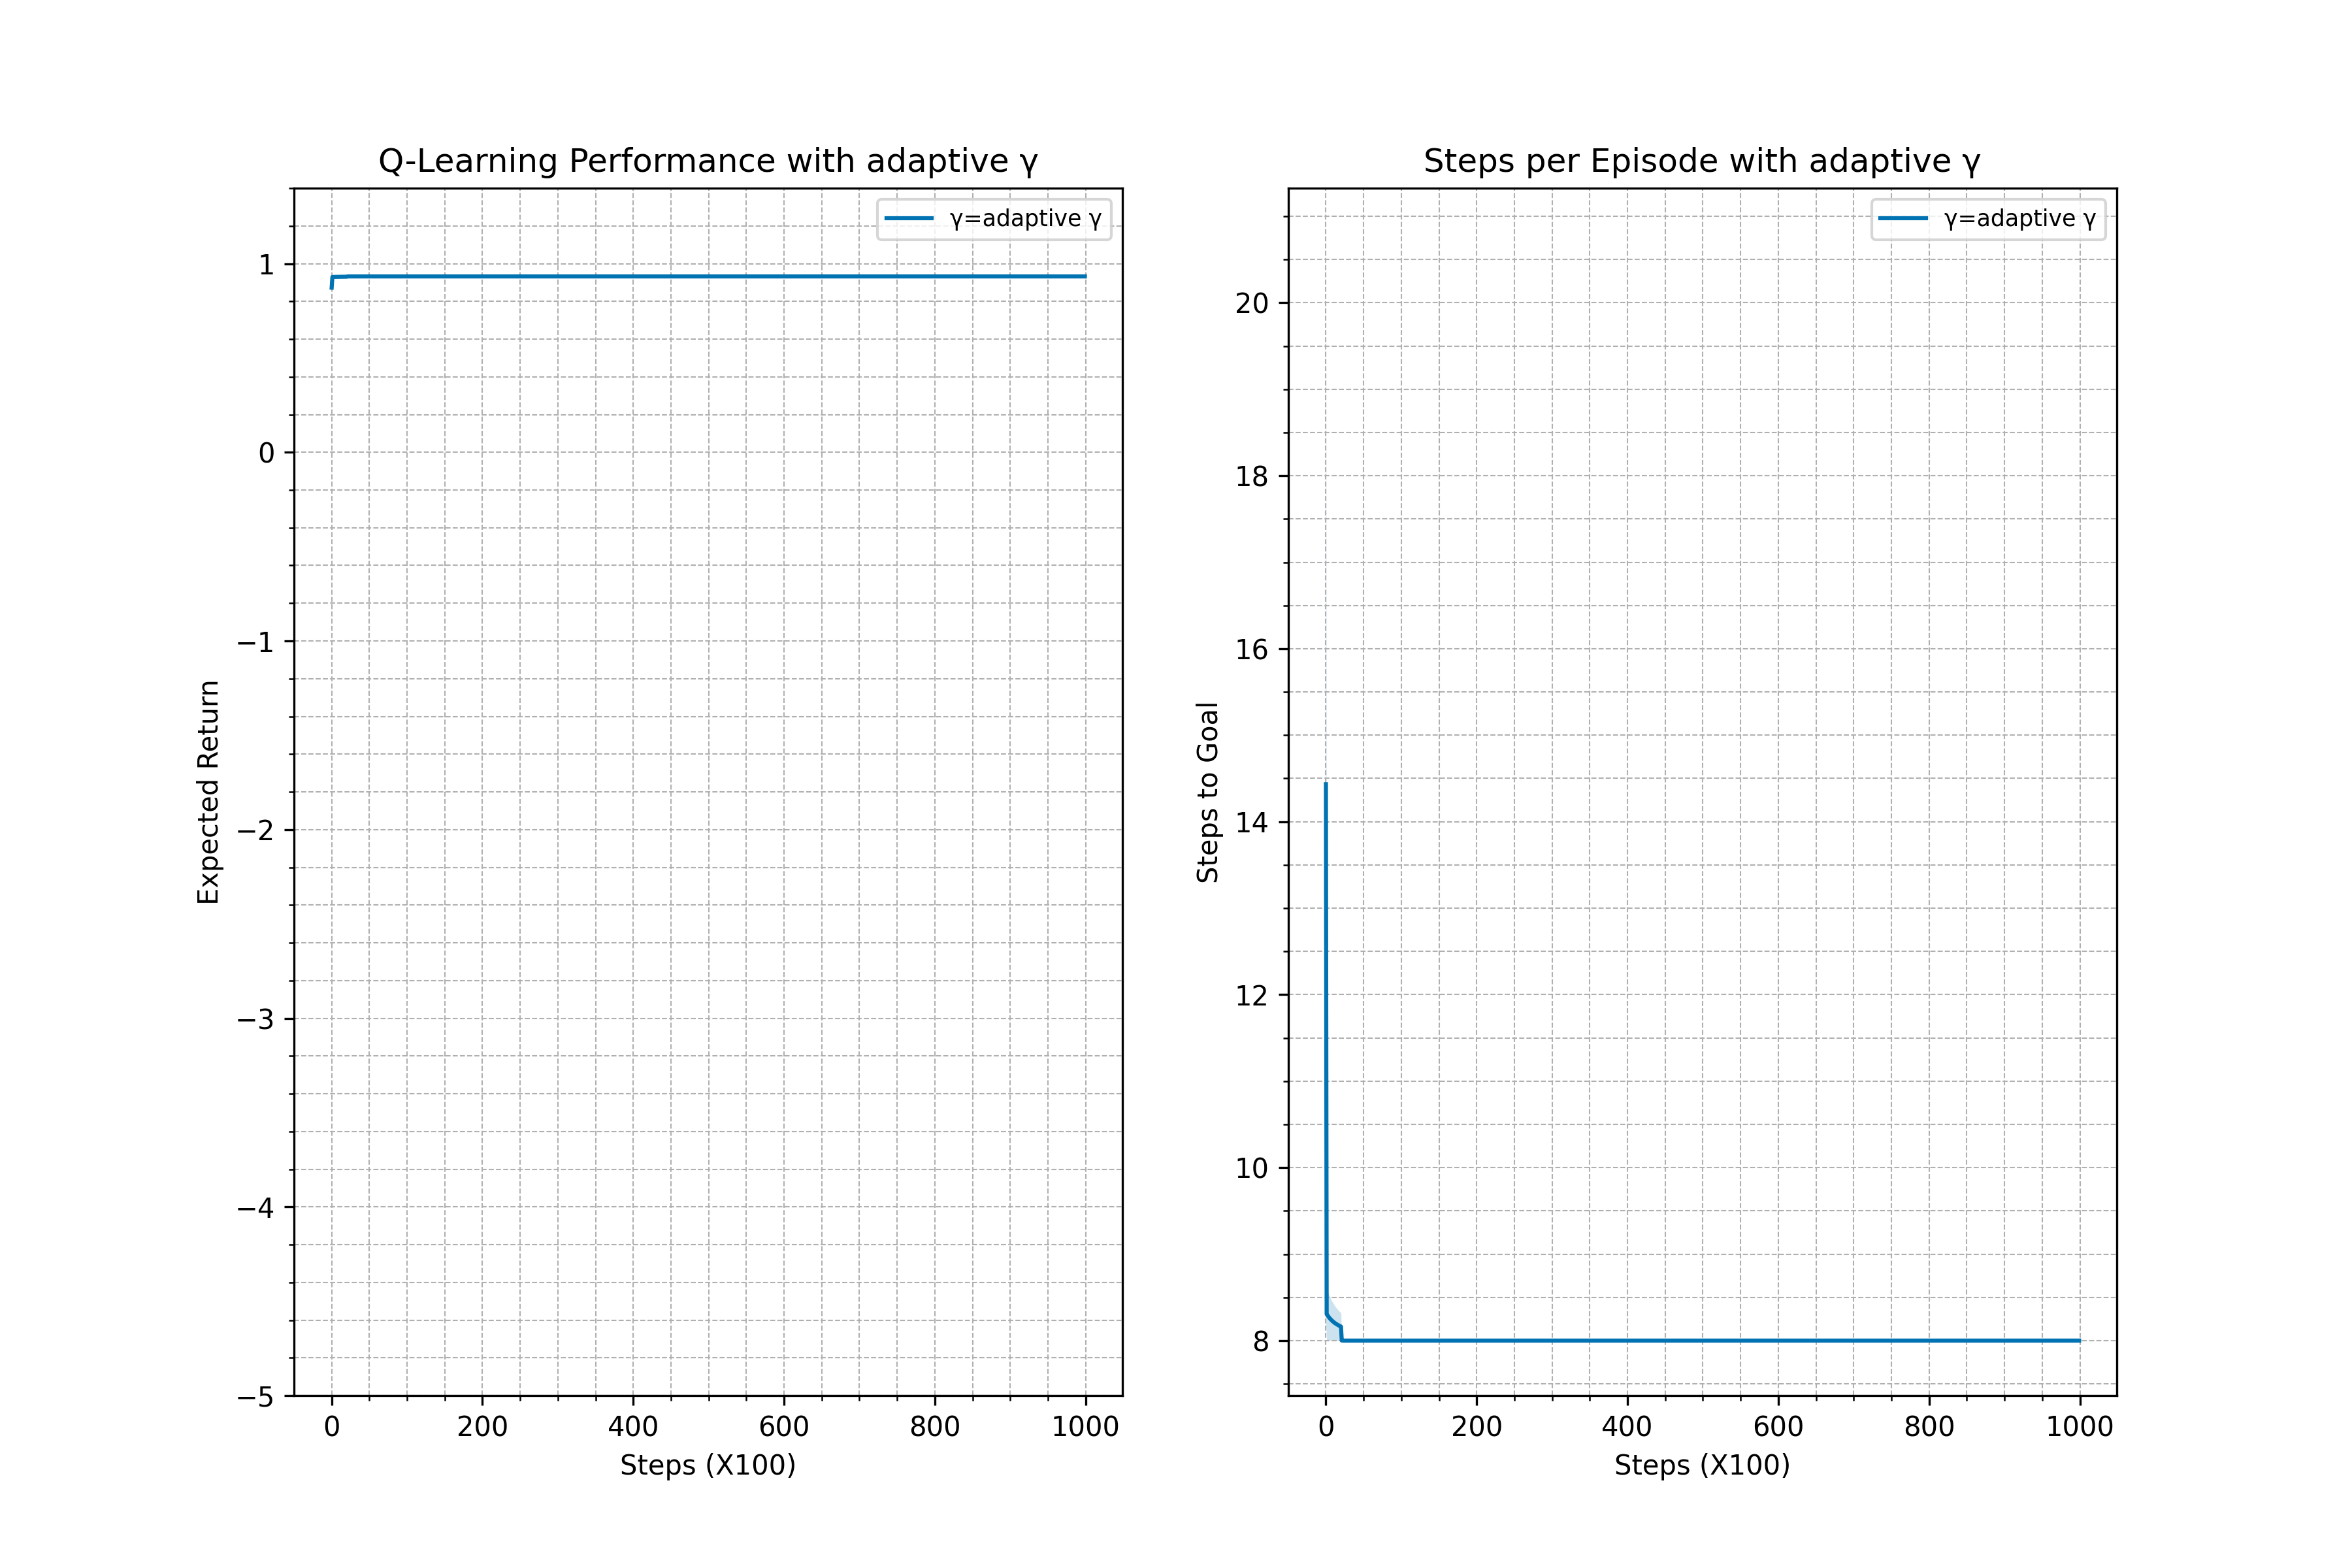 Q-Learning Performance with adaptive γ
γ=adaptive γ
Expected Return
1
0
−1
−2
−3
−4
−5
0 200 400 600 800 1000
Steps (X100)
Steps per Episode with adaptive γ
γ=adaptive γ
Steps to Goal
20
18
16
14
12
10
8
0 200 400 600 800 1000
Steps (X100)